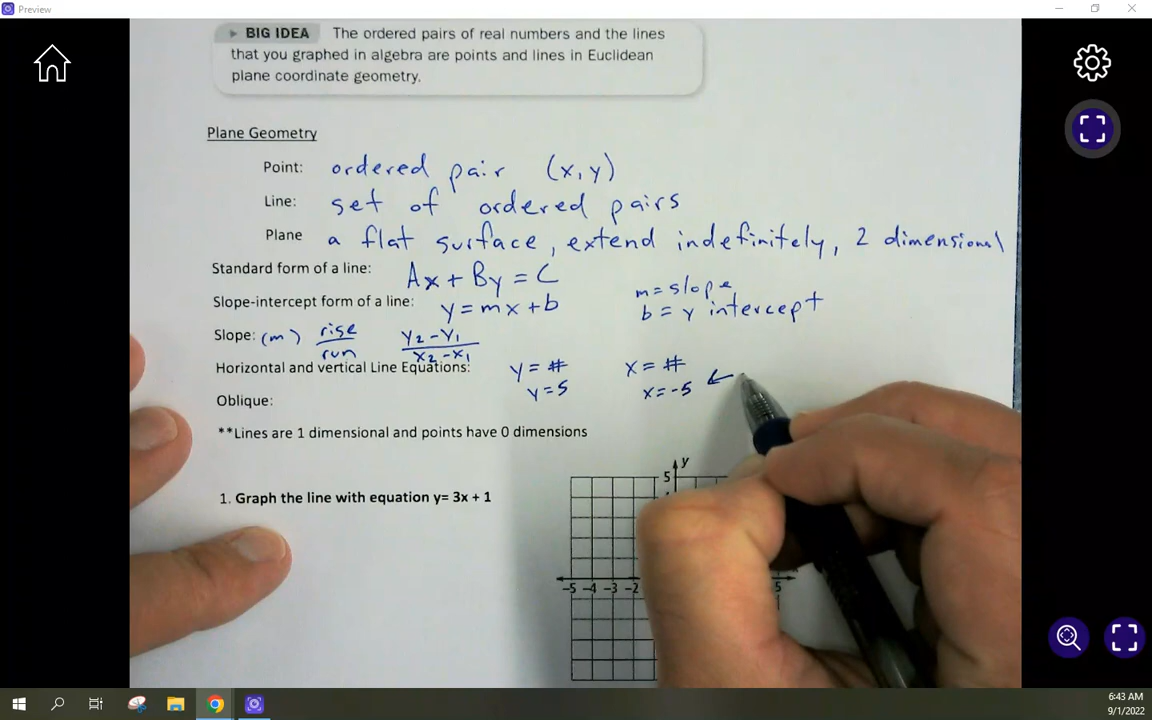 Preview
BIG IDEA The ordered pairs of real numbers and the lines
that you graphed in algebra are points and lines in Euclidean
plane coordinate geometry.
Plane Geometry
Point: ordered pair (x,y)
Line: set of ordered pairs
Plane a flat surface, extend indefinitely, 2 dimensional
Standard form of a line: Ax + By = C
Slope-intercept form of a line: y = mx + b
m = slope
b = y intercept
Slope: (m) rise/run y₂-y₁/x₂-x₁
Horizontal and vertical Line Equations: y = # x = #
y = 5 x = -5 ←
Oblique:
**Lines are 1 dimensional and points have 0 dimensions
1. Graph the line with equation y= 3x + 1
y
5
-5 -4 -3 -2 5
6:43 AM
9/1/2022